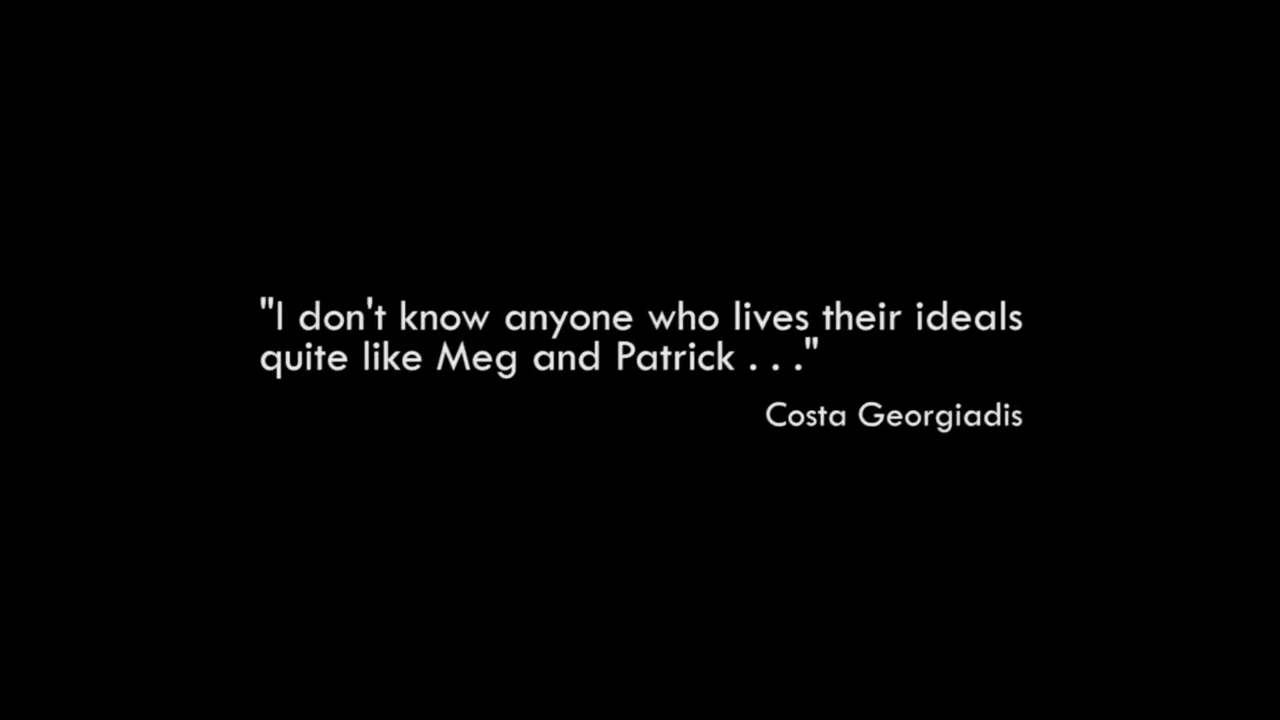 "I don't know anyone who lives their ideals
quite like Meg and Patrick . . ."
Costa Georgiadis